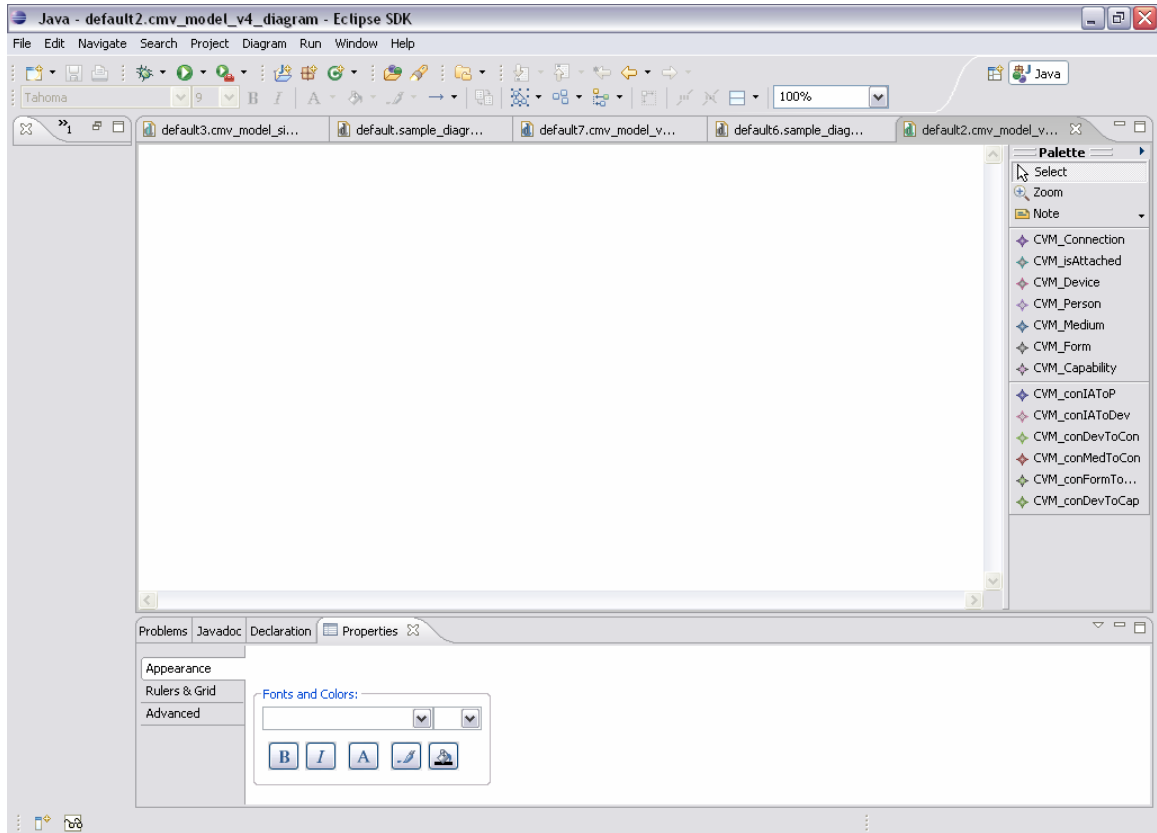 Java - default2.cmv_model_v4_diagram - Eclipse SDK
File Edit Navigate Search Project Diagram Run Window Help
Java
Tahoma 9 B I A 100%
»1 default3.cmv_model_si... default.sample_diagr... default7.cmv_model_v... default6.sample_diag... default2.cmv_model_v...
Palette
Select
Zoom
Note
CVM_Connection
CVM_isAttached
CVM_Device
CVM_Person
CVM_Medium
CVM_Form
CVM_Capability
CVM_conIAToP
CVM_conIAToDev
CVM_conDevToCon
CVM_conMedToCon
CVM_conFormTo...
CVM_conDevToCap
Problems Javadoc Declaration Properties
Appearance
Rulers & Grid
Advanced
Fonts and Colors:
B I A